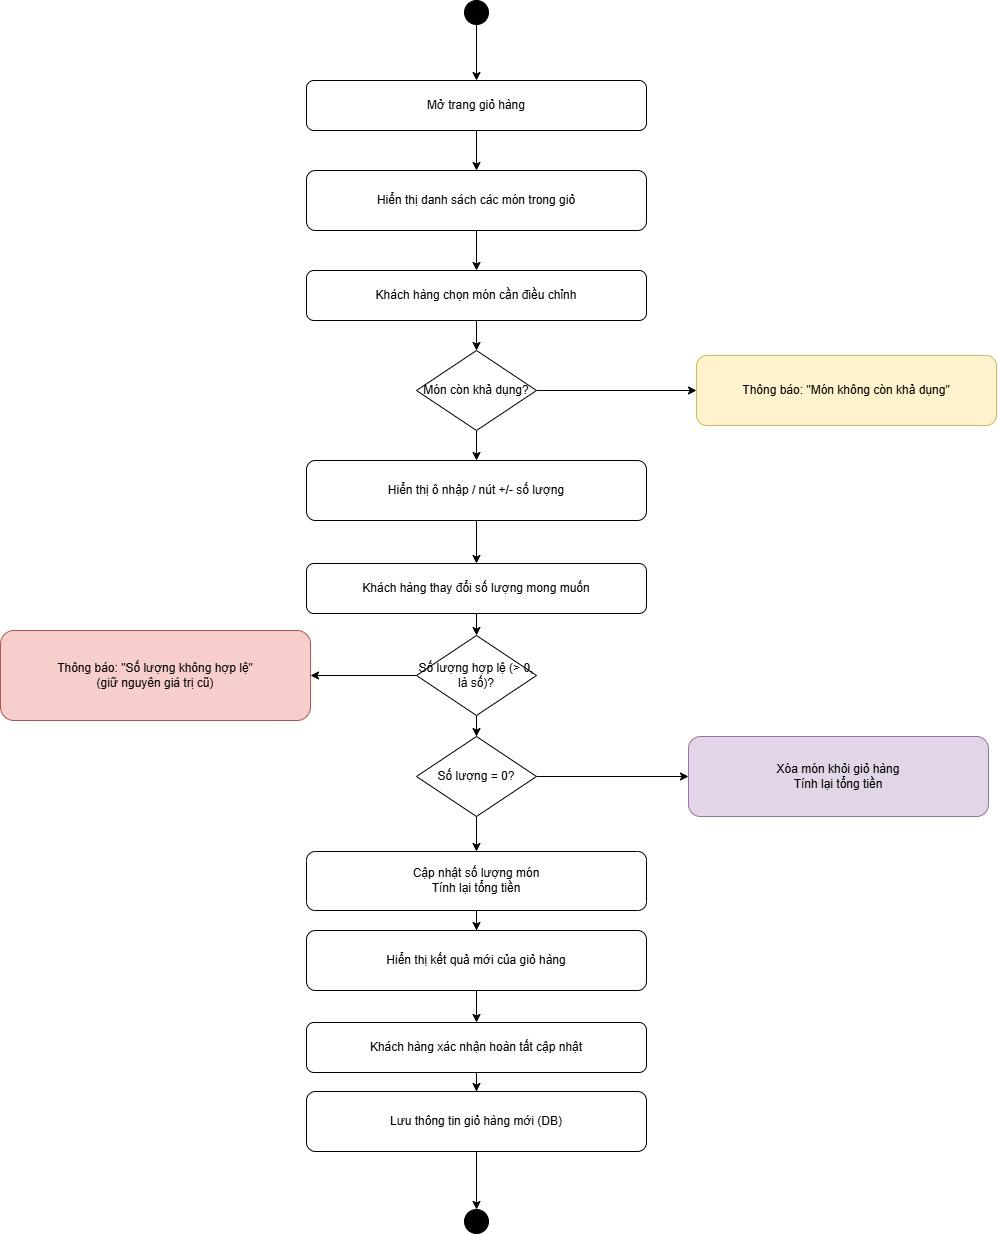 Mở trang giỏ hàng
Hiển thị danh sách các món trong giỏ
Khách hàng chọn món cần điều chỉnh
Món còn khả dụng?
Thông báo: "Món không còn khả dụng"
Hiển thị ô nhập / nút +/- số lượng
Khách hàng thay đổi số lượng mong muốn
Thông báo: "Số lượng không hợp lệ"
(giữ nguyên giá trị cũ)
Số lượng hợp lệ (> 0,
là số)?
Số lượng = 0?
Xóa món khỏi giỏ hàng
Tính lại tổng tiền
Cập nhật số lượng món
Tính lại tổng tiền
Hiển thị kết quả mới của giỏ hàng
Khách hàng xác nhận hoàn tất cập nhật
Lưu thông tin giỏ hàng mới (DB)